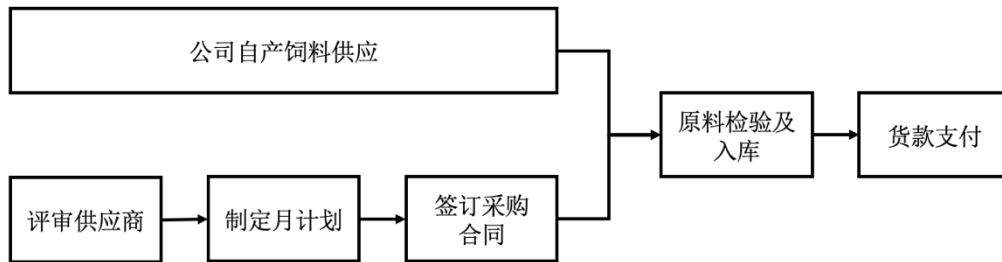 公司自产饲料供应
评审供应商
制定月计划
签订采购
合同
原料检验及
入库
货款支付